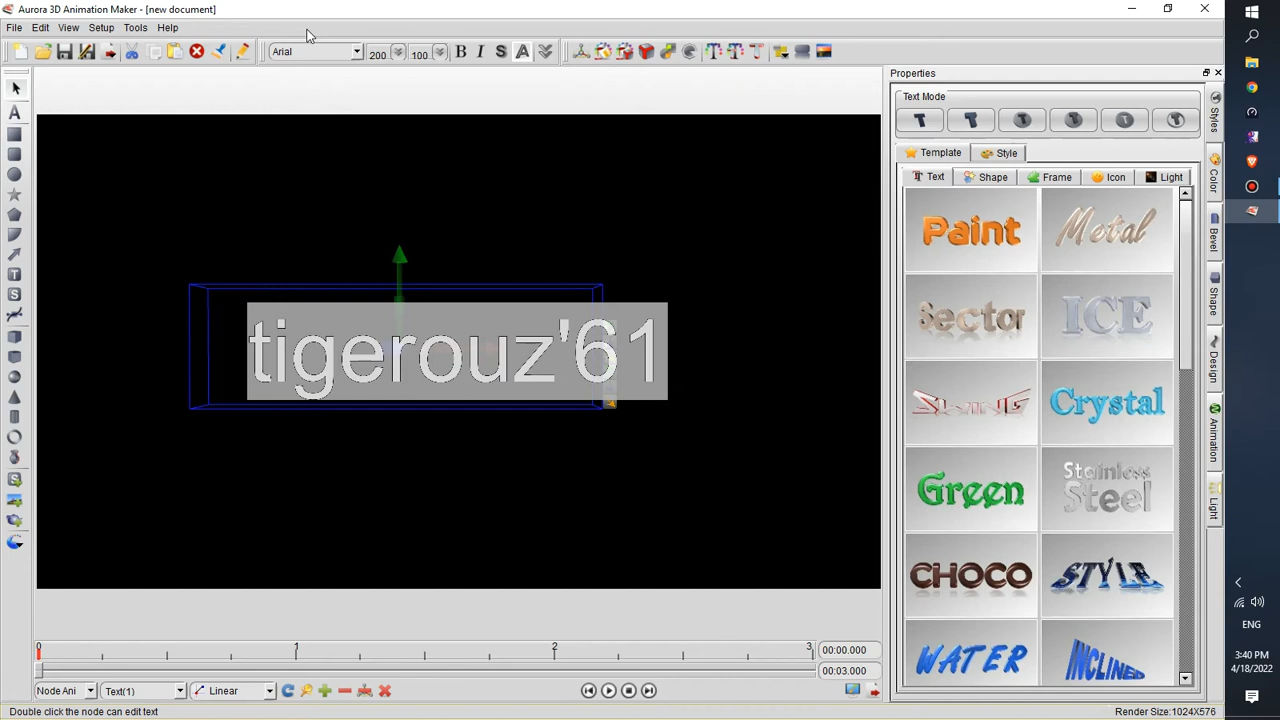 Aurora 3D Animation Maker - [new document]
File Edit View Setup Tools Help
Arial 200 100 B I S A
Properties
Text Mode
Template Style
Text Shape Frame Icon Light
Paint Metal
Sector ICE
SWING Crystal
Green Stainless Steel
CHOCO STYLE
WATER INCLINED
Styles
Color
Bevel
Shape
Design
Animation
Light
tigerouz'61
0 1 2 3
00:00.000
00:03.000
Node Ani Text(1) Linear
Double click the node can edit text
Render Size:1024X576
ENG
3:40 PM
4/18/2022